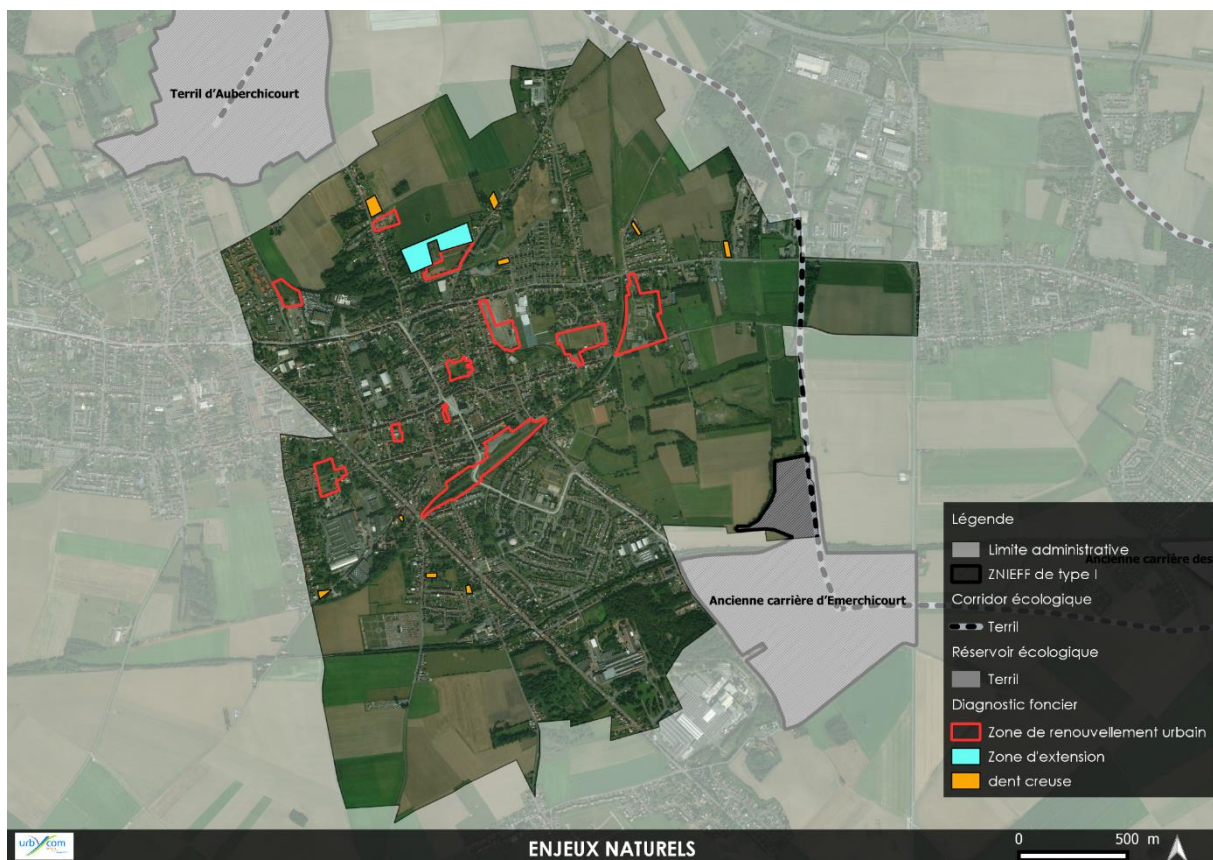 Terril d'Auberchicourt
Légende
Limite administrative
ZNIEFF de type I
Corridor écologique
Terril
Réservoir écologique
Terril
Diagnostic foncier
Zone de renouvellement urbain
Zone d'extension
dent creuse
Ancienne carrière des
Ancienne carrière d'Emerchicourt
urbycom
ENJEUX NATURELS
0 500 m